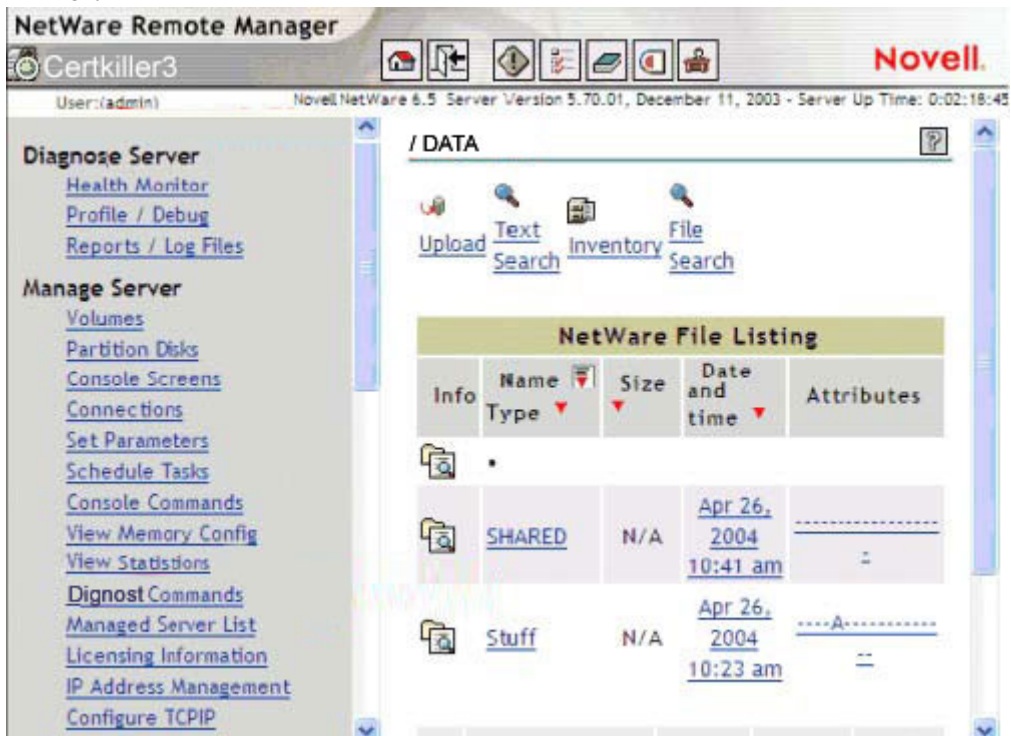 NetWare Remote Manager
Certkiller3
Novell.
User:(admin)
Novell NetWare 6.5 Server Version 5.70.01, December 11, 2003 - Server Up Time: 0:02:18:45
Diagnose Server
Health Monitor
Profile / Debug
Reports / Log Files
Manage Server
Volumes
Partition Disks
Console Screens
Connections
Set Parameters
Schedule Tasks
Console Commands
View Memory Config
View Statistions
Dignost Commands
Managed Server List
Licensing Information
IP Address Management
Configure TCPIP
/ DATA
?
Upload
Text
Search
Inventory
File
Search
NetWare File Listing
Info
Name
Type
Size
Date
and
time
Attributes
.
SHARED
N/A
Apr 26,
2004
10:41 am
----------------
-
Stuff
N/A
Apr 26,
2004
10:23 am
----A-----------
--